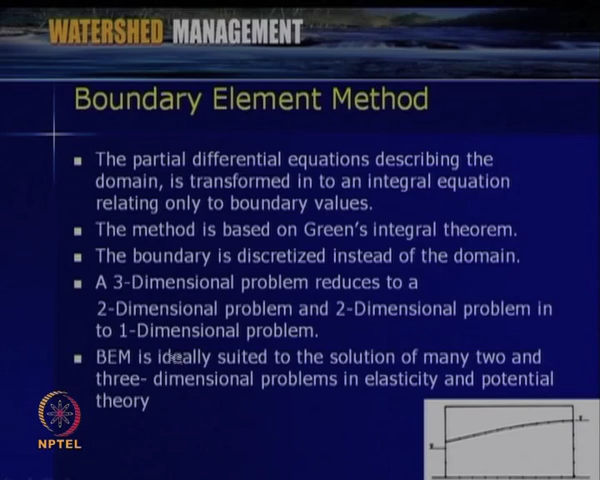 WATERSHED MANAGEMENT
Boundary Element Method
The partial differential equations describing the
domain, is transformed in to an integral equation
relating only to boundary values.
The method is based on Green's integral theorem.
The boundary is discretized instead of the domain.
A 3-Dimensional problem reduces to a
2-Dimensional problem and 2-Dimensional problem in
to 1-Dimensional problem.
BEM is ideally suited to the solution of many two and
three- dimensional problems in elasticity and potential
theory
NPTEL